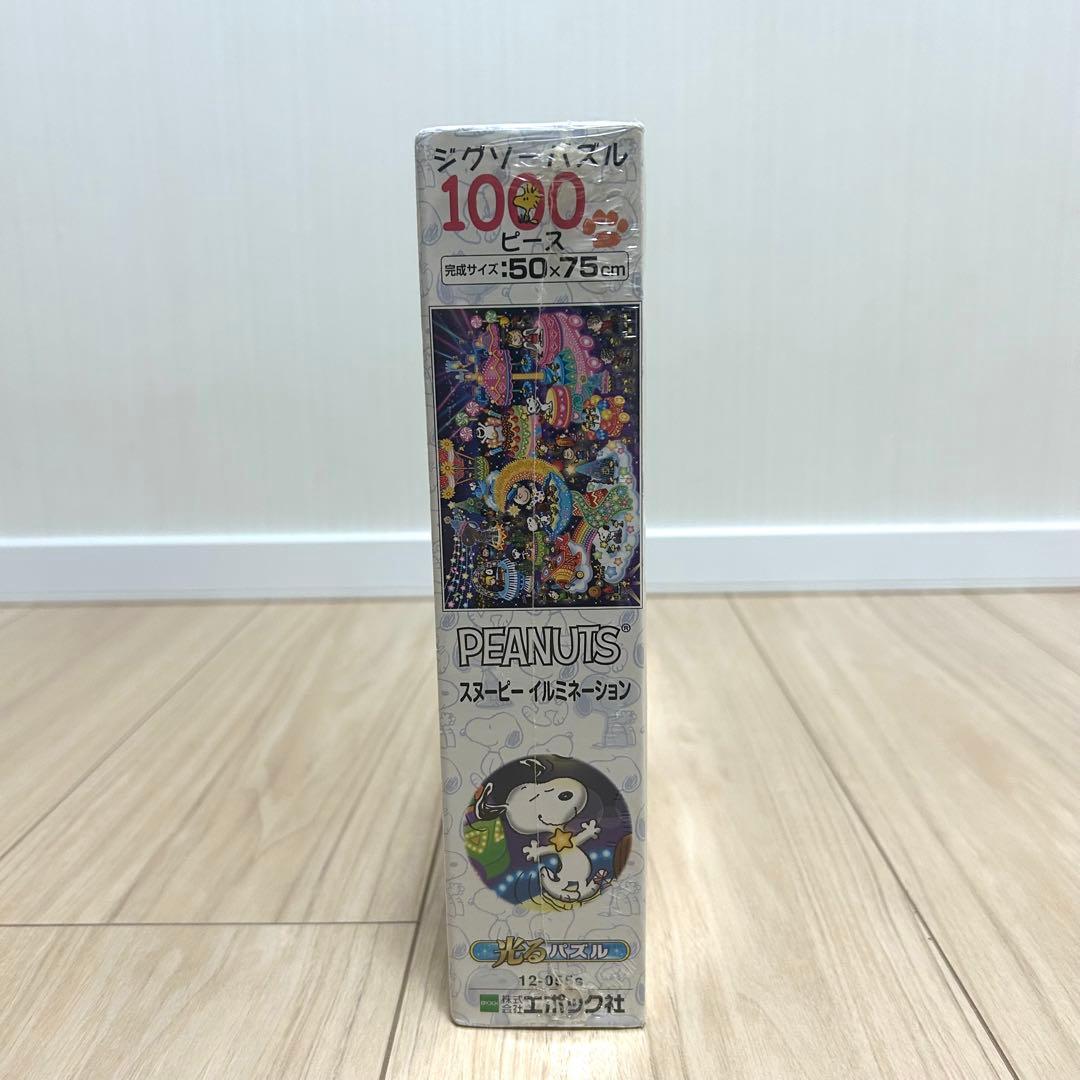 ジグソーパズル
1000
ピース
完成サイズ:50×75cm
PEANUTS®
スヌーピー イルミネーション
光るパズル
株式会社エポック社